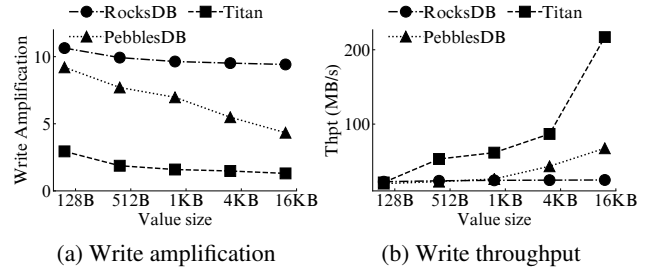 RocksDB Titan
PebblesDB
Write Amplification
10
5
0
128B 512B 1KB 4KB 16KB
Value size
(a) Write amplification
RocksDB Titan
PebblesDB
Thpt (MB/s)
200
100
128B 512B 1KB 4KB 16KB
Value size
(b) Write throughput